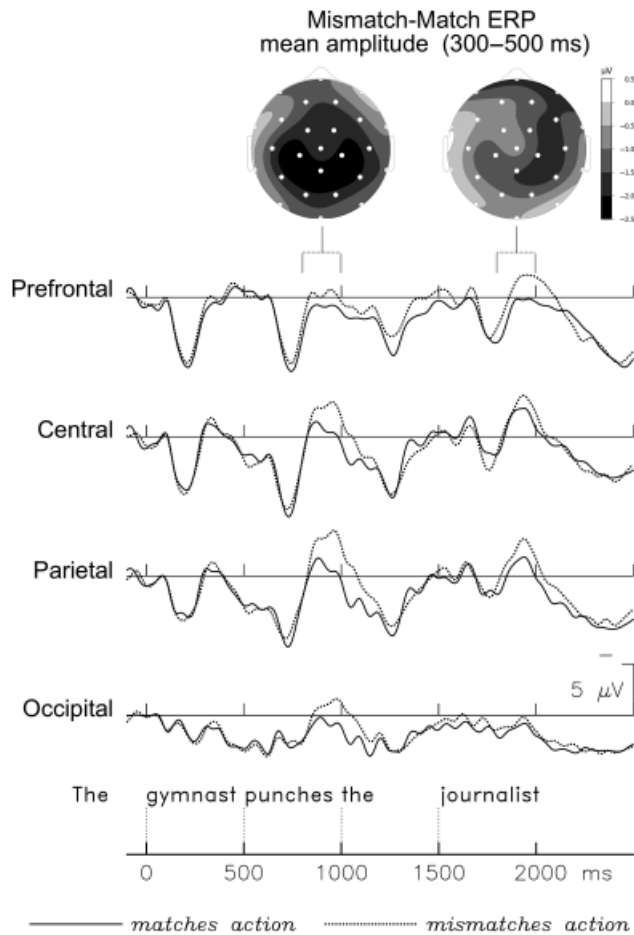 Mismatch-Match ERP
mean amplitude (300–500 ms)
µV
0.5
0.0
−0.5
−1.0
−1.5
−2.0
−2.5
Prefrontal
Central
Parietal
5 µV
Occipital
The gymnast punches the journalist
0 500 1000 1500 2000 ms
matches action mismatches action